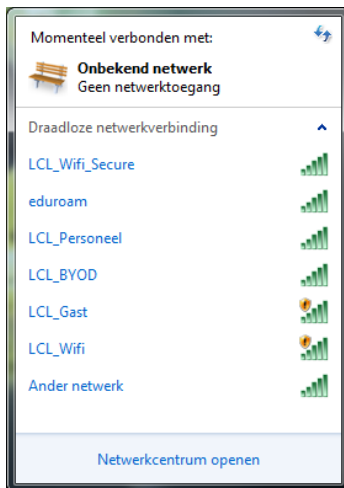 Momenteel verbonden met:
Onbekend netwerk
Geen netwerktoegang
Draadloze netwerkverbinding
LCL_Wifi_Secure
eduroam
LCL_Personeel
LCL_BYOD
LCL_Gast
LCL_Wifi
Ander netwerk
Netwerkcentrum openen